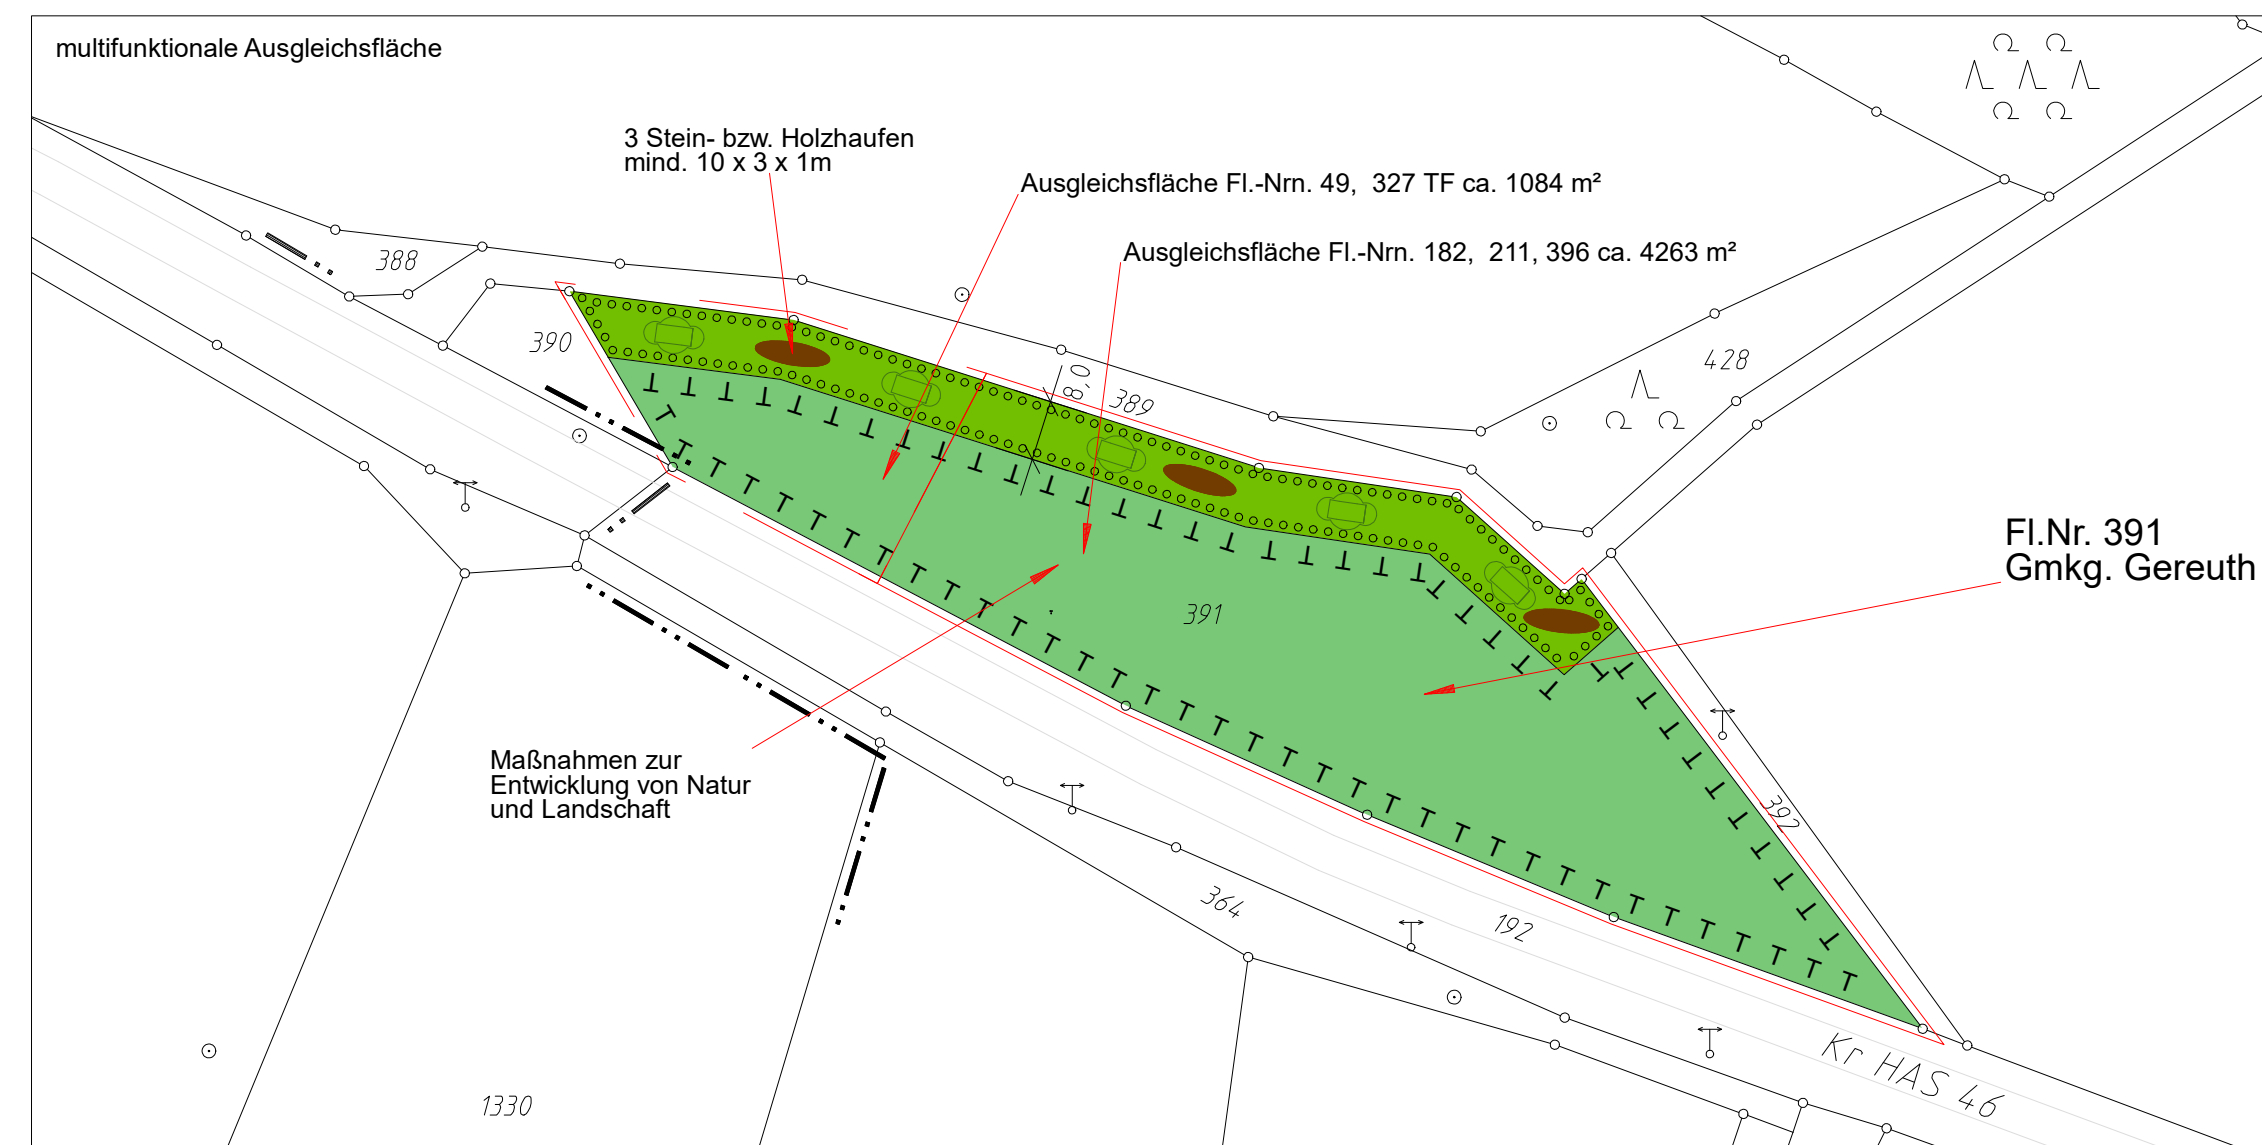 multifunktionale Ausgleichsfläche
3 Stein- bzw. Holzhaufen
mind. 10 x 3 x 1m
Ausgleichsfläche Fl.-Nrn. 49, 327 TF ca. 1084 m²
Ausgleichsfläche Fl.-Nrn. 182, 211, 396 ca. 4263 m²
388
390
8,0
389
428
Fl.Nr. 391
Gmkg. Gereuth
391
Maßnahmen zur
Entwicklung von Natur
und Landschaft
392
364
192
Kr HAS 46
1330